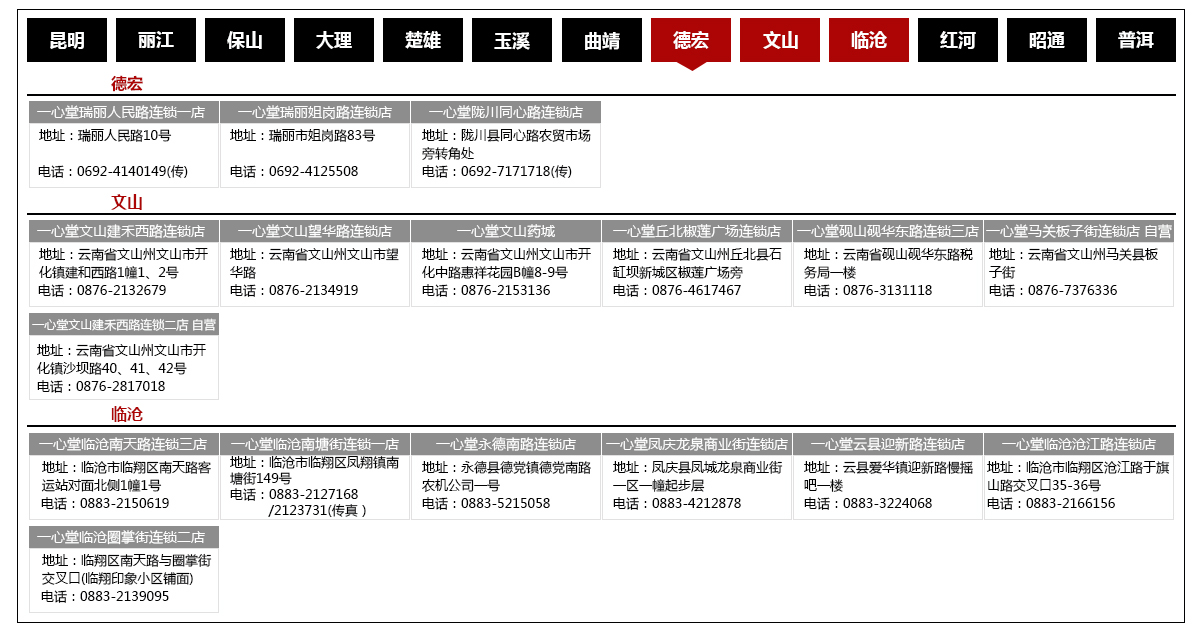 昆明 丽江 保山 大理 楚雄 玉溪 曲靖 德宏 文山 临沧 红河 昭通 普洱
德宏
一心堂瑞丽人民路连锁一店
地址：瑞丽人民路10号
电话：0692-4140149(传)
一心堂瑞丽姐岗路连锁店
地址：瑞丽市姐岗路83号
电话：0692-4125508
一心堂陇川同心路连锁店
地址：陇川县同心路农贸市场
旁转角处
电话：0692-7171718(传)
文山
一心堂文山建禾西路连锁店
地址：云南省文山州文山市开
化镇建和西路1幢1、2号
电话：0876-2132679
一心堂文山望华路连锁店
地址：云南省文山州文山市望
华路
电话：0876-2134919
一心堂文山药城
地址：云南省文山州文山市开
化中路惠祥花园B幢8-9号
电话：0876-2153136
一心堂丘北椒莲广场连锁店
地址：云南省文山州丘北县石
缸坝新城区椒莲广场旁
电话：0876-4617467
一心堂砚山砚华东路连锁三店
地址：云南省砚山砚华东路税
务局一楼
电话：0876-3131118
一心堂马关板子街连锁店 自营
地址：云南省文山州马关县板
子街
电话：0876-7376336
一心堂文山建禾西路连锁二店 自营
地址：云南省文山州文山市开
化镇沙坝路40、41、42号
电话：0876-2817018
临沧
一心堂临沧南天路连锁三店
地址：临沧市临翔区南天路客
运站对面北侧1幢1号
电话：0883-2150619
一心堂临沧南塘街连锁一店
地址：临沧市临翔区凤翔镇南
塘街149号
电话：0883-2127168
/2123731(传真 )
一心堂永德南路连锁店
地址：永德县德党镇德党南路
农机公司一号
电话：0883-5215058
一心堂凤庆龙泉商业街连锁店
地址：凤庆县凤城龙泉商业街
一区一幢起步层
电话：0883-4212878
一心堂云县迎新路连锁店
地址：云县爱华镇迎新路慢摇
吧一楼
电话：0883-3224068
一心堂临沧沧江路连锁店
地址：临沧市临翔区沧江路于旗
山路交叉口35-36号
电话：0883-2166156
一心堂临沧圈掌街连锁二店
地址：临翔区南天路与圈掌街
交叉口(临翔印象小区铺面)
电话：0883-2139095